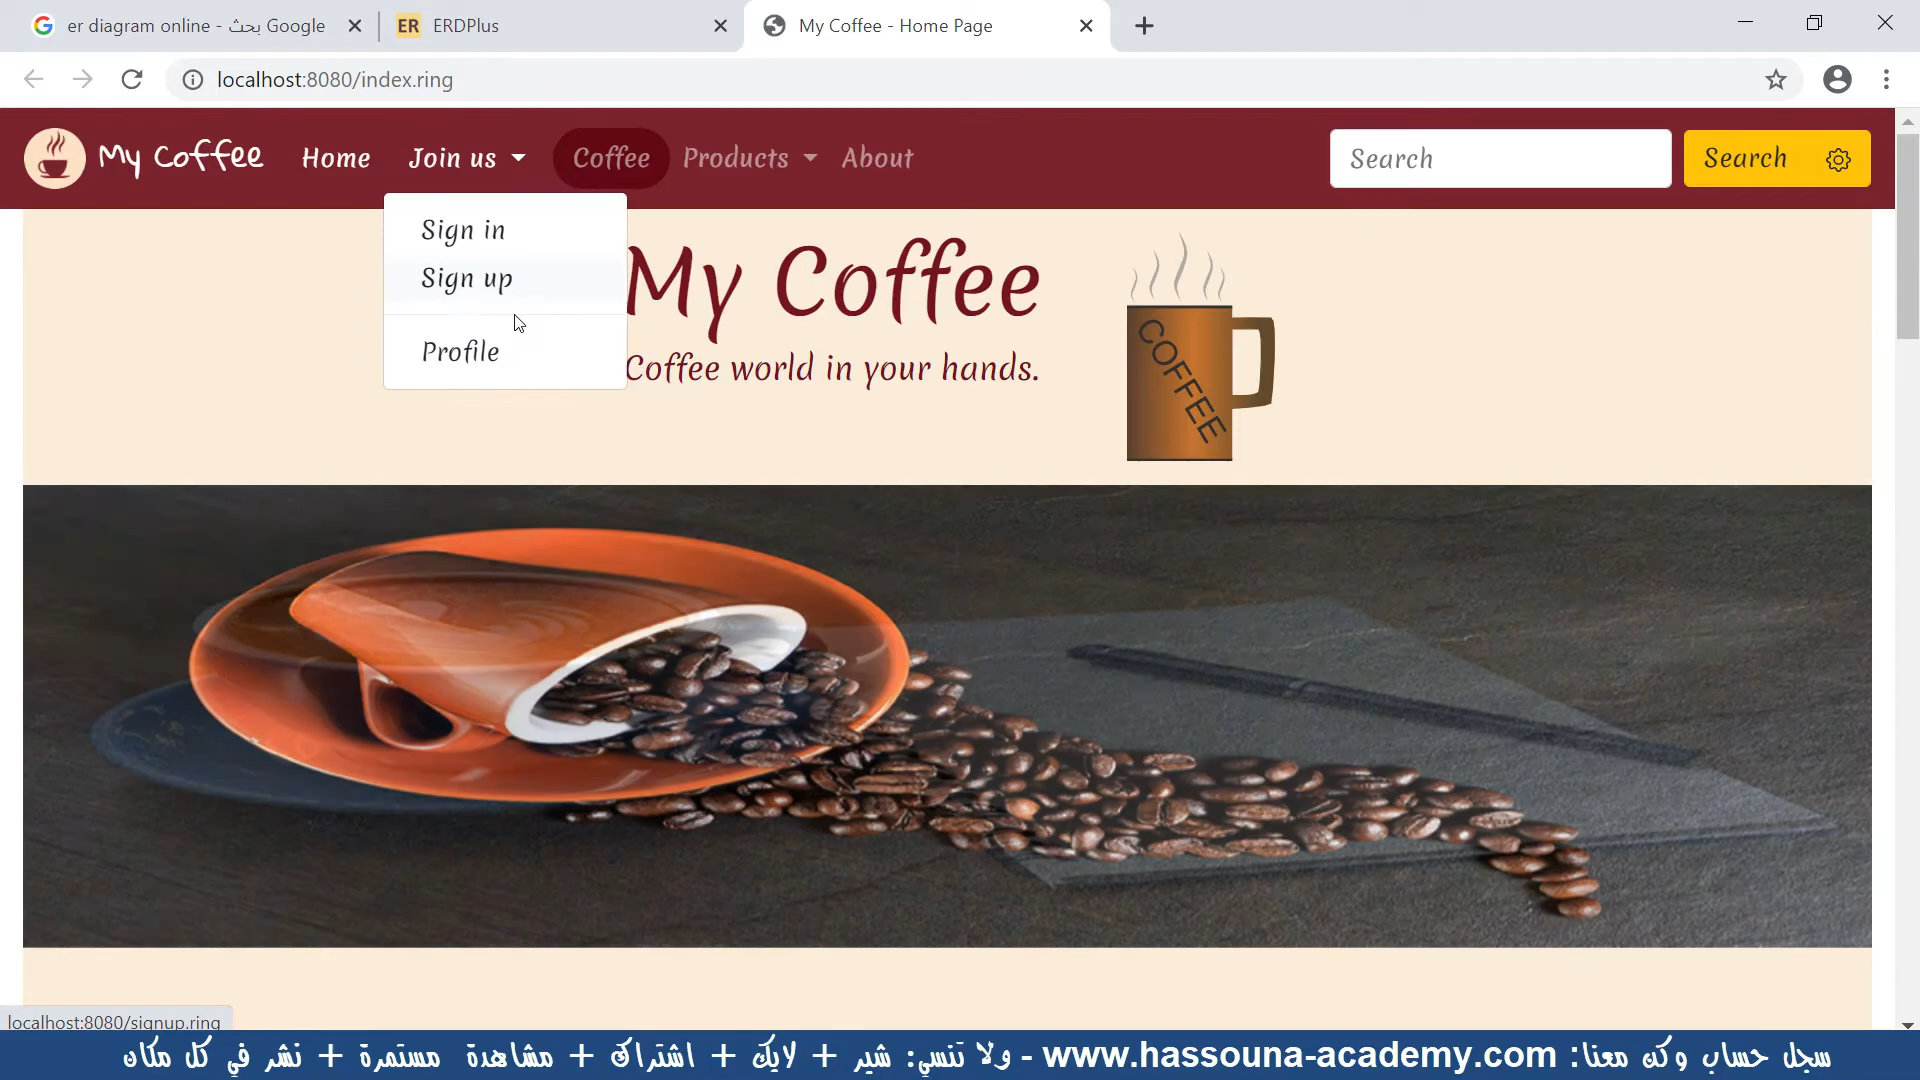 er diagram online - بحث Google
ER ERDPlus
My Coffee - Home Page
localhost:8080/index.ring
My Coffee
Home
Join us
Coffee
Products
About
Search
Search
Sign in
Sign up
Profile
My Coffee
Coffee world in your hands.
COFFEE
localhost:8080/signup.ring
سجل حساب وكن معنا: www.hassouna-academy.com - ولا تنسي: شير + لايك + اشتراك + مشاهدة مستمرة + نشر في كل مكان